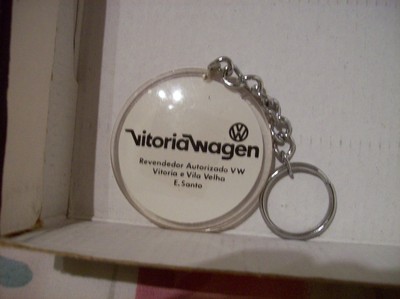 VitoriaWagen
Revendedor Autorizado VW
Vitoria e Vila Velha
E. Santo